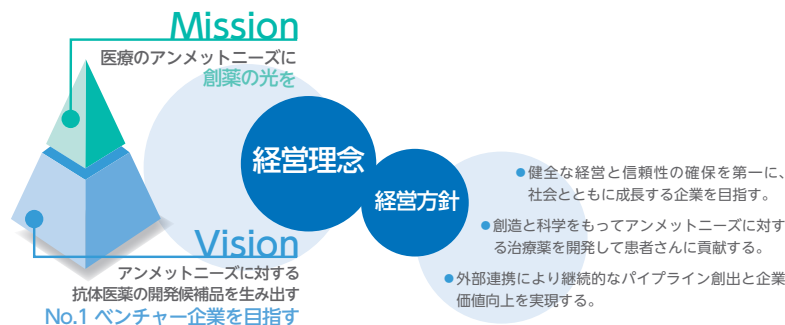 Mission
医療のアンメットニーズに
創薬の光を
経営理念
経営方針
Vision
アンメットニーズに対する
抗体医薬の開発候補品を生み出す
No.1 ベンチャー企業を目指す
●健全な経営と信頼性の確保を第一に、
社会とともに成長する企業を目指す。
●創造と科学をもってアンメットニーズに対す
る治療薬を開発して患者さんに貢献する。
●外部連携により継続的なパイプライン創出と企業
価値向上を実現する。